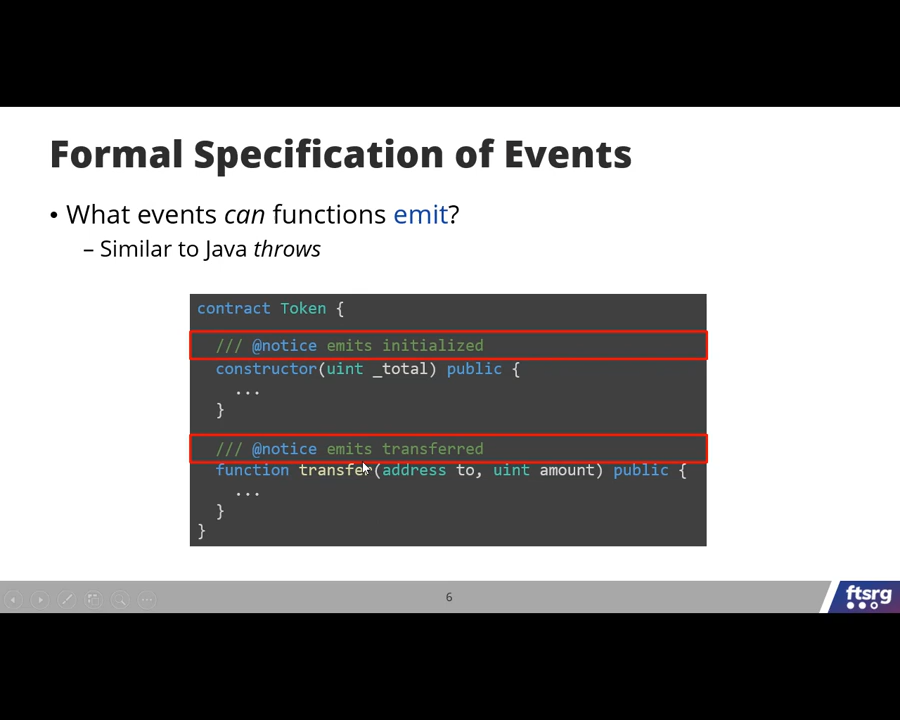 Formal Specification of Events
• What events can functions emit?
– Similar to Java throws
contract Token {
/// @notice emits initialized
constructor(uint _total) public {
...
}
/// @notice emits transferred
function transfer(address to, uint amount) public {
...
}
}
6
ftsrg